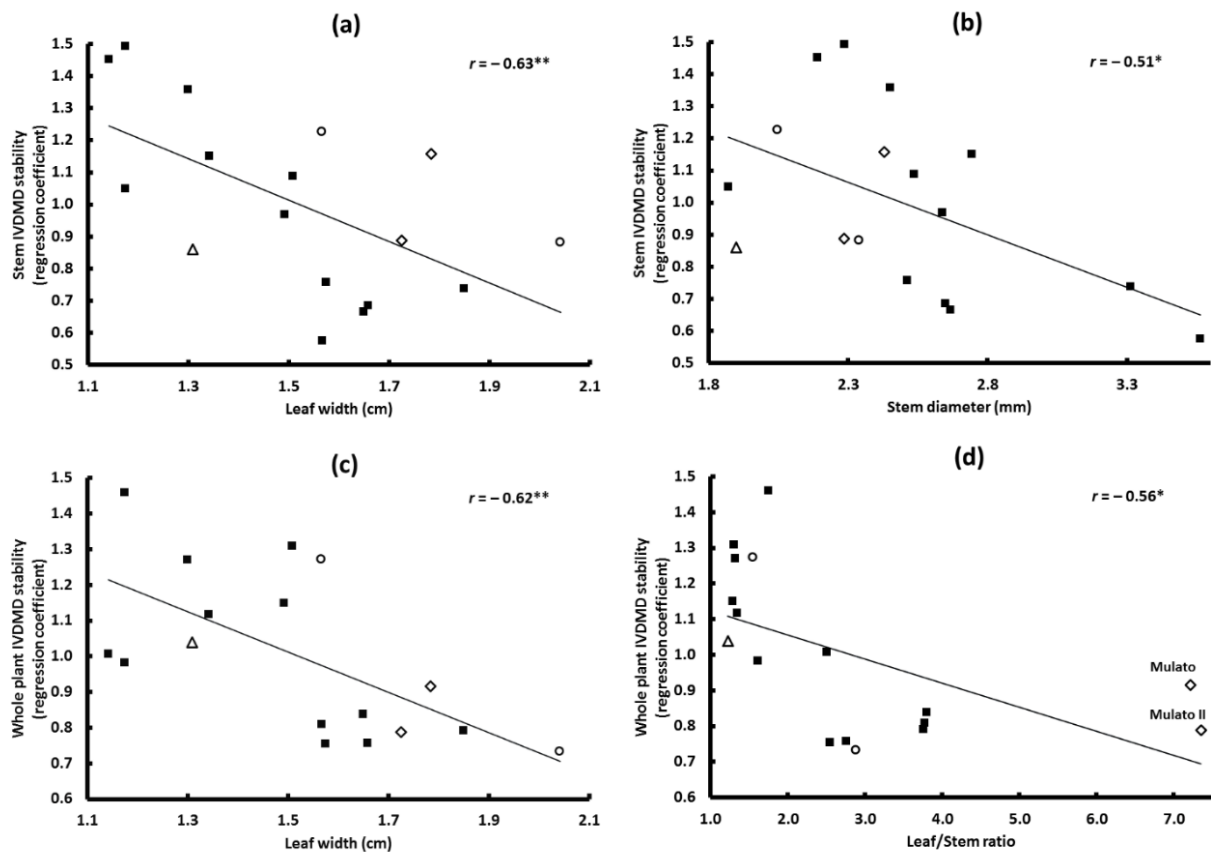 (a)
r = – 0.63**
1.5
1.4
1.3
1.2
1.1
1.0
0.9
0.8
0.7
0.6
0.5
Stem IVDMD stability
(regression coefficient)
1.1
1.3
1.5
1.7
1.9
2.1
Leaf width (cm)
(b)
r = – 0.51*
1.5
1.4
1.3
1.2
1.1
1.0
0.9
0.8
0.7
0.6
0.5
Stem IVDMD stability
(regression coefficient)
1.8
2.3
2.8
3.3
Stem diameter (mm)
(c)
r = – 0.62**
1.5
1.4
1.3
1.2
1.1
1.0
0.9
0.8
0.7
0.6
Whole plant IVDMD stability
(regression coefficient)
1.1
1.3
1.5
1.7
1.9
2.1
Leaf width (cm)
(d)
r = – 0.56*
1.5
1.4
1.3
1.2
1.1
1.0
0.9
0.8
0.7
0.6
Whole plant IVDMD stability
(regression coefficient)
Mulato
Mulato II
1.0
2.0
3.0
4.0
5.0
6.0
7.0
Leaf/Stem ratio